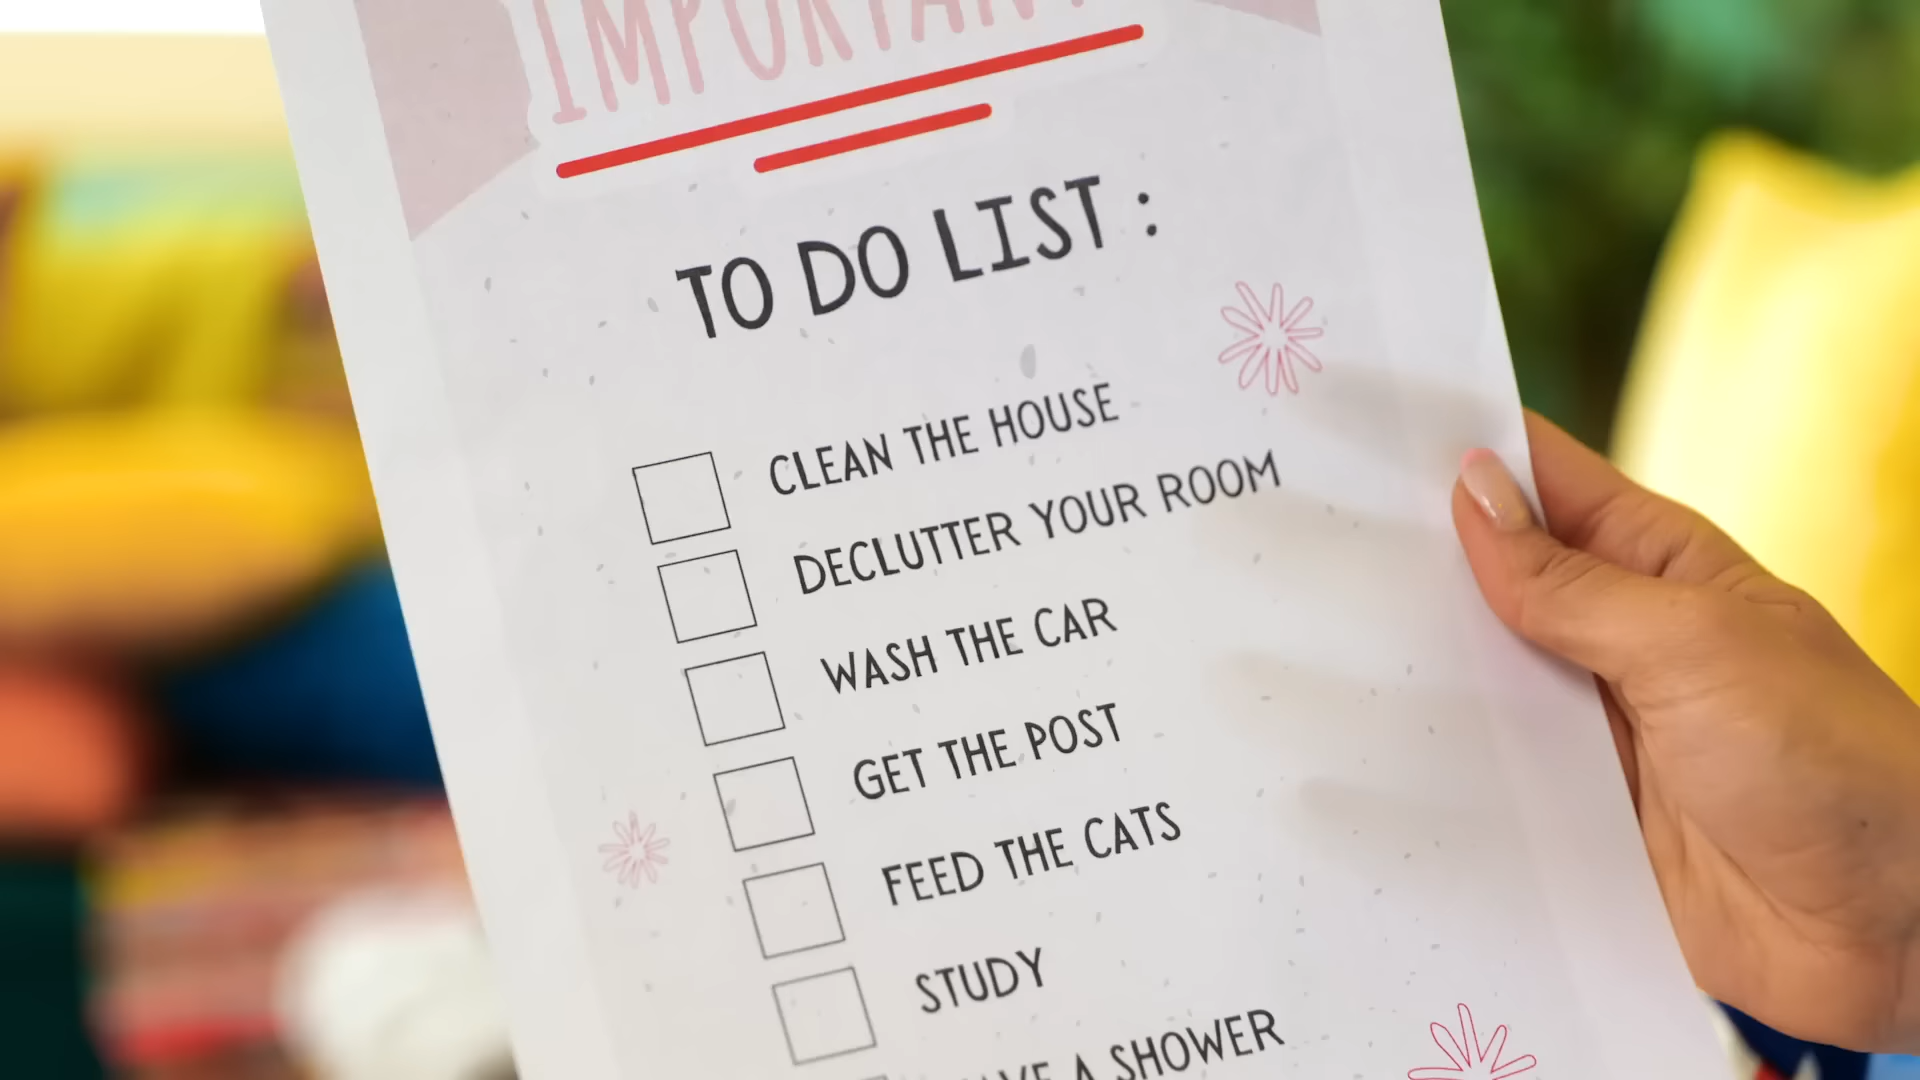 IMPORTANT
TO DO LIST :
CLEAN THE HOUSE
DECLUTTER YOUR ROOM
WASH THE CAR
GET THE POST
FEED THE CATS
STUDY
A SHOWER